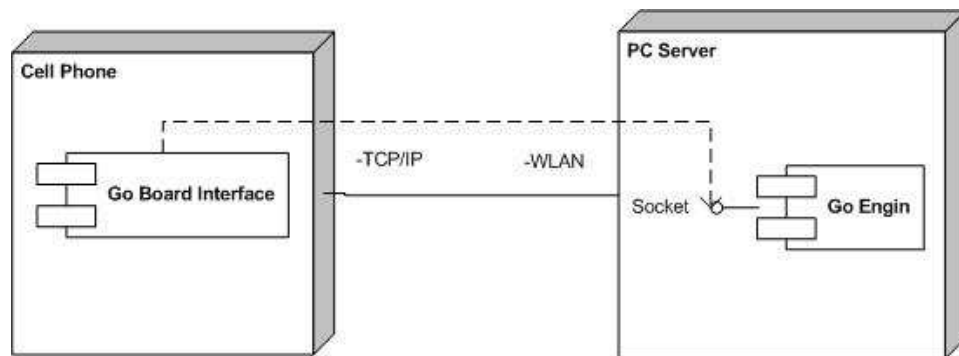 Cell Phone
Go Board Interface
-TCP/IP
-WLAN
PC Server
Socket
Go Engin